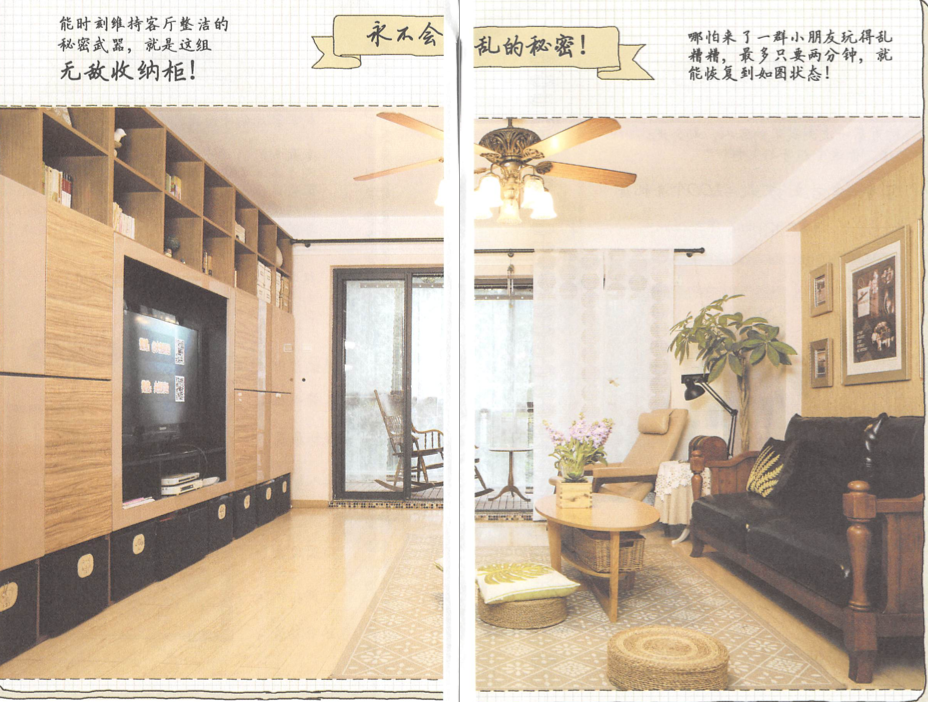 能时刻维持客厅整洁的
秘密武器，就是这组
无敌收纳柜！
永不会乱的秘密！
哪怕来了一群小朋友玩得乱
糟糟，最多只要两分钟，就
能恢复到如图状态！